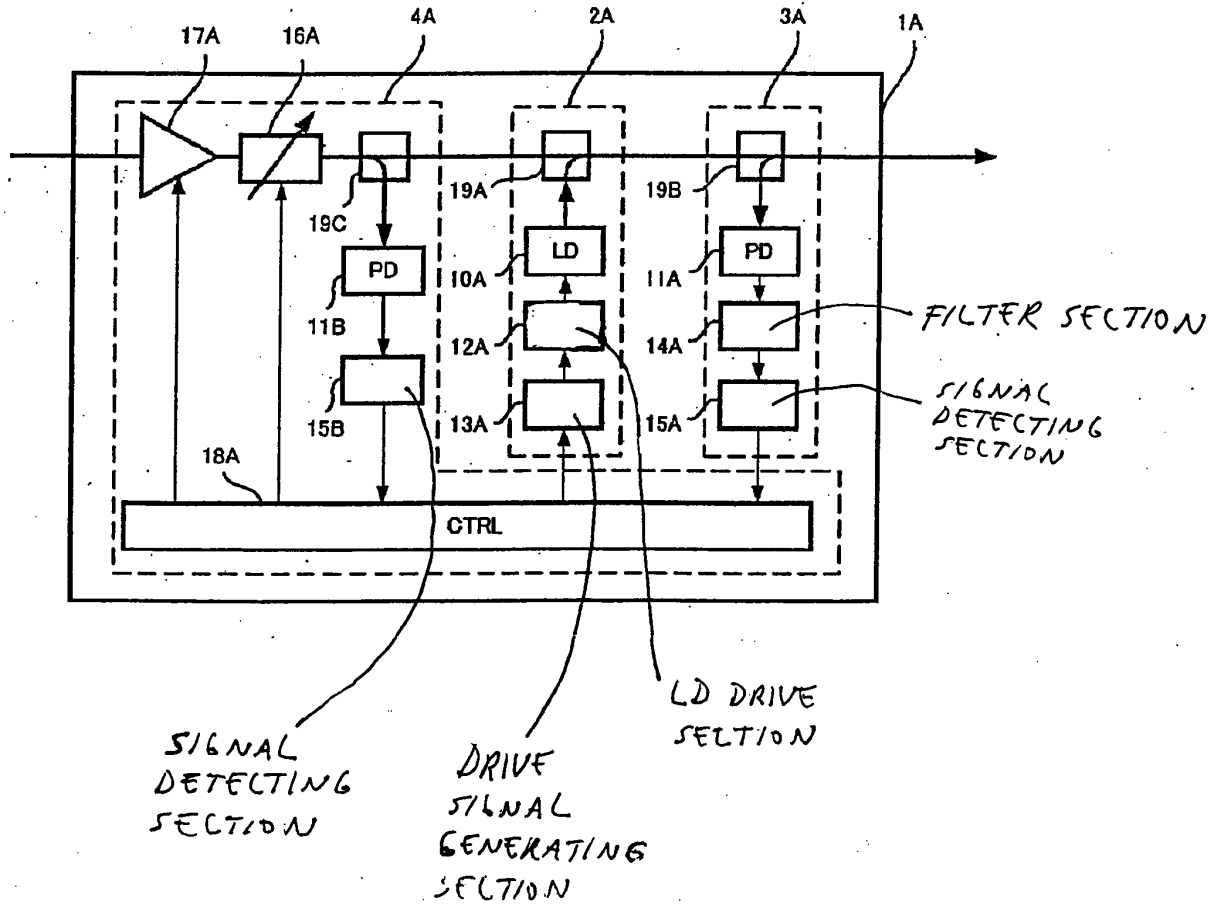 4A
2A
3A
1A
17A
16A
19C
19A
19B
PD
LD
PD
11B
10A
11A
12A
14A
FILTER SECTION
15B
13A
15A
SIGNAL
DETECTING
SECTION
18A
CTRL
LD DRIVE
SECTION
SIGNAL
DETECTING
SECTION
DRIVE
SIGNAL
GENERATING
SECTION